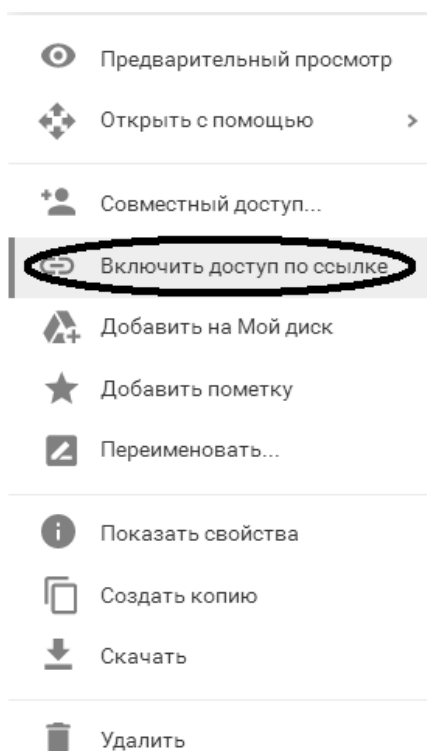 Предварительный просмотр
Открыть с помощью
Совместный доступ...
Включить доступ по ссылке
Добавить на Мой диск
Добавить пометку
Переименовать...
Показать свойства
Создать копию
Скачать
Удалить